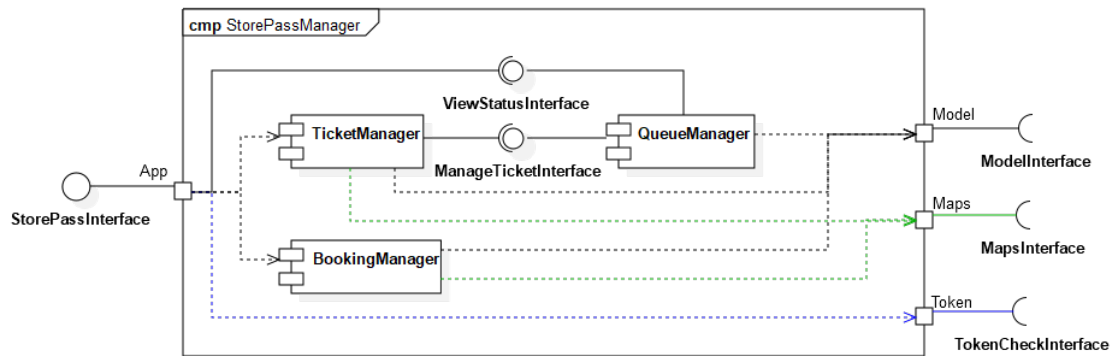 cmp StorePassManager
ViewStatusInterface
TicketManager
QueueManager
Model
ManageTicketInterface
ModelInterface
App
StorePassInterface
Maps
BookingManager
MapsInterface
Token
TokenCheckInterface